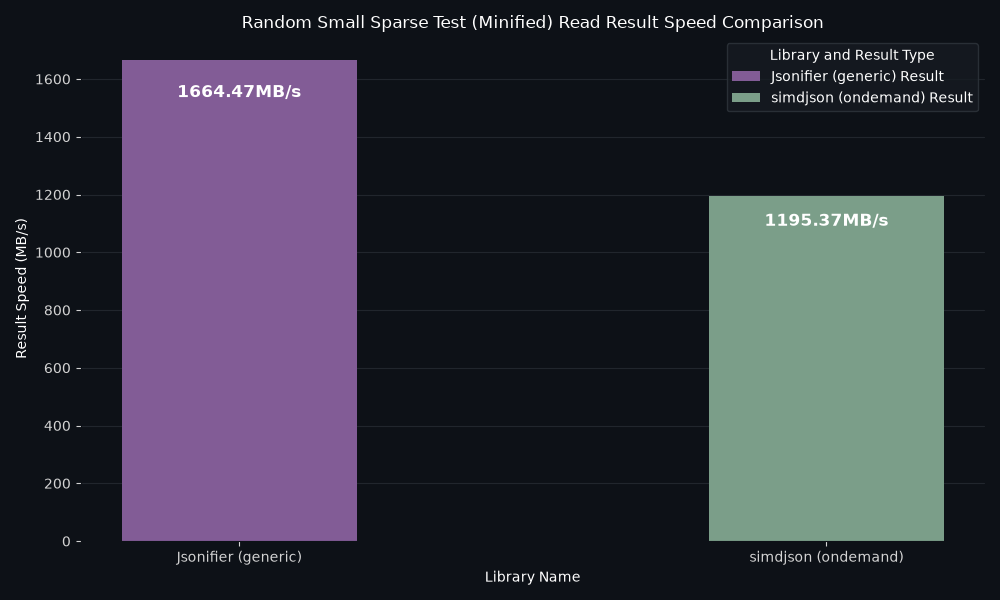 Random Small Sparse Test (Minified) Read Result Speed Comparison
Library and Result Type
Jsonifier (generic) Result
simdjson (ondemand) Result
1664.47MB/s
1195.37MB/s
Result Speed (MB/s)
1600
1400
1200
1000
800
600
400
200
0
Jsonifier (generic)
simdjson (ondemand)
Library Name